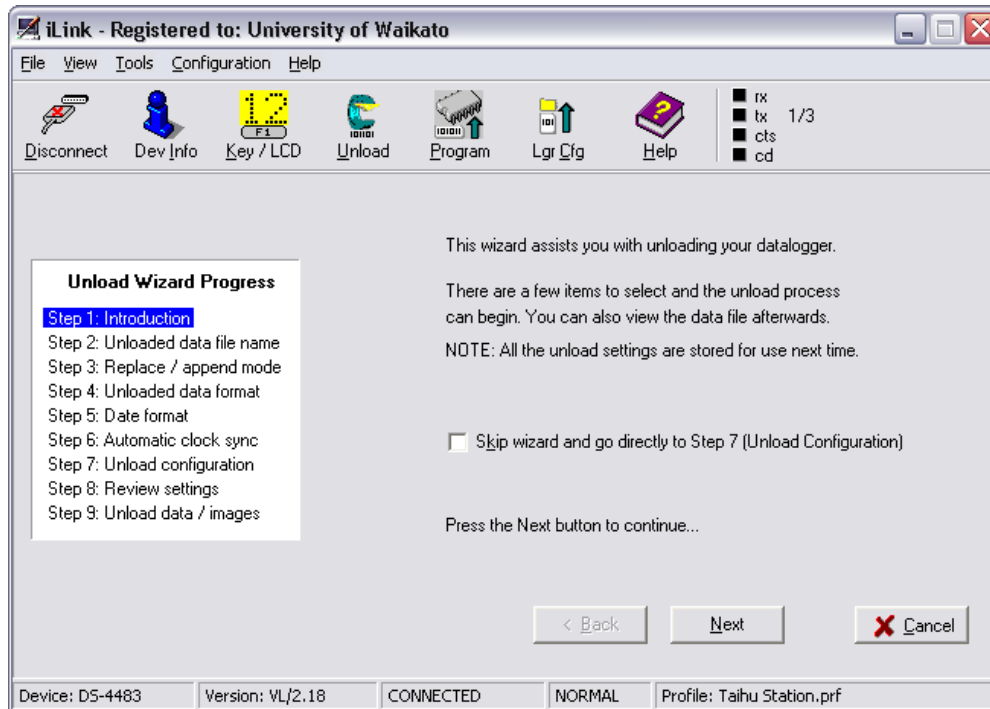 iLink - Registered to: University of Waikato
File View Tools Configuration Help
Disconnect Dev Info Key / LCD Unload Program Lgr Cfg Help
12
F1
rx
tx 1/3
cts
cd
This wizard assists you with unloading your datalogger.
There are a few items to select and the unload process
can begin. You can also view the data file afterwards.
NOTE: All the unload settings are stored for use next time.
Unload Wizard Progress
Step 1: Introduction
Step 2: Unloaded data file name
Step 3: Replace / append mode
Step 4: Unloaded data format
Step 5: Date format
Step 6: Automatic clock sync
Step 7: Unload configuration
Step 8: Review settings
Step 9: Unload data / images
Skip wizard and go directly to Step 7 (Unload Configuration)
Press the Next button to continue...
< Back Next Cancel
Device: DS-4483 Version: VL/2.18 CONNECTED NORMAL Profile: Taihu Station.prf